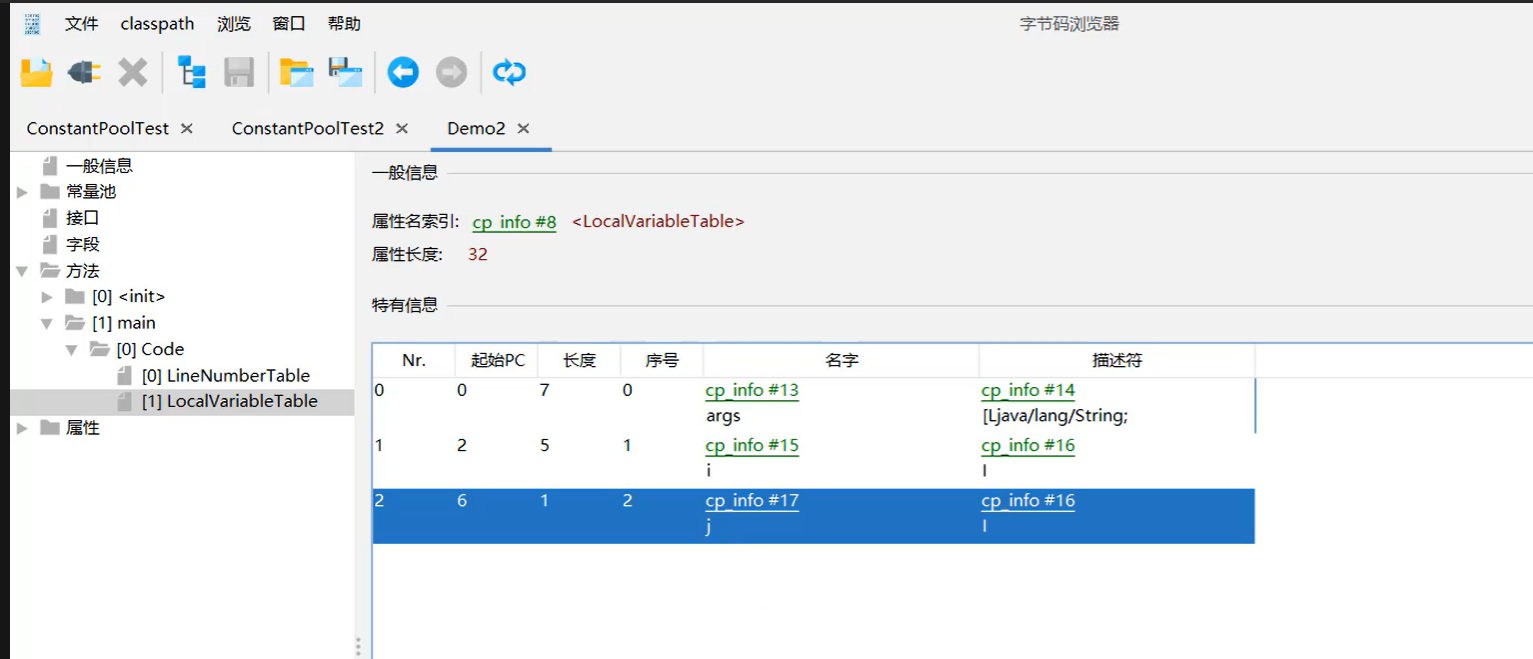 文件 classpath 浏览 窗口 帮助 字节码浏览器
ConstantPoolTest ConstantPoolTest2 Demo2
一般信息
常量池
接口
字段
方法
[0] <init>
[1] main
[0] Code
[0] LineNumberTable
[1] LocalVariableTable
属性
一般信息
属性名索引: cp_info #8 <LocalVariableTable>
属性长度: 32
特有信息
Nr. 起始PC 长度 序号 名字 描述符
0 0 7 0 cp_info #13 cp_info #14
args [Ljava/lang/String;
1 2 5 1 cp_info #15 cp_info #16
i I
2 6 1 2 cp_info #17 cp_info #16
j I